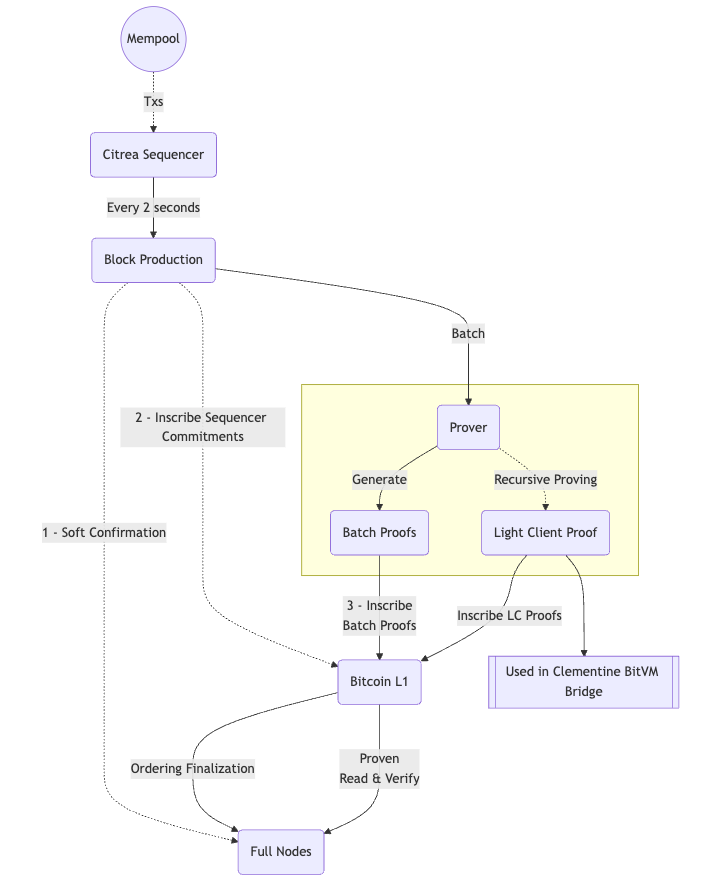 Mempool
Txs
Citrea Sequencer
Every 2 seconds
Block Production
Batch
2 - Inscribe Sequencer
Commitments
Prover
Generate
Recursive Proving
1 - Soft Confirmation
Batch Proofs
Light Client Proof
3 - Inscribe
Batch Proofs
Inscribe LC Proofs
Bitcoin L1
Used in Clementine BitVM
Bridge
Ordering Finalization
Proven
Read & Verify
Full Nodes